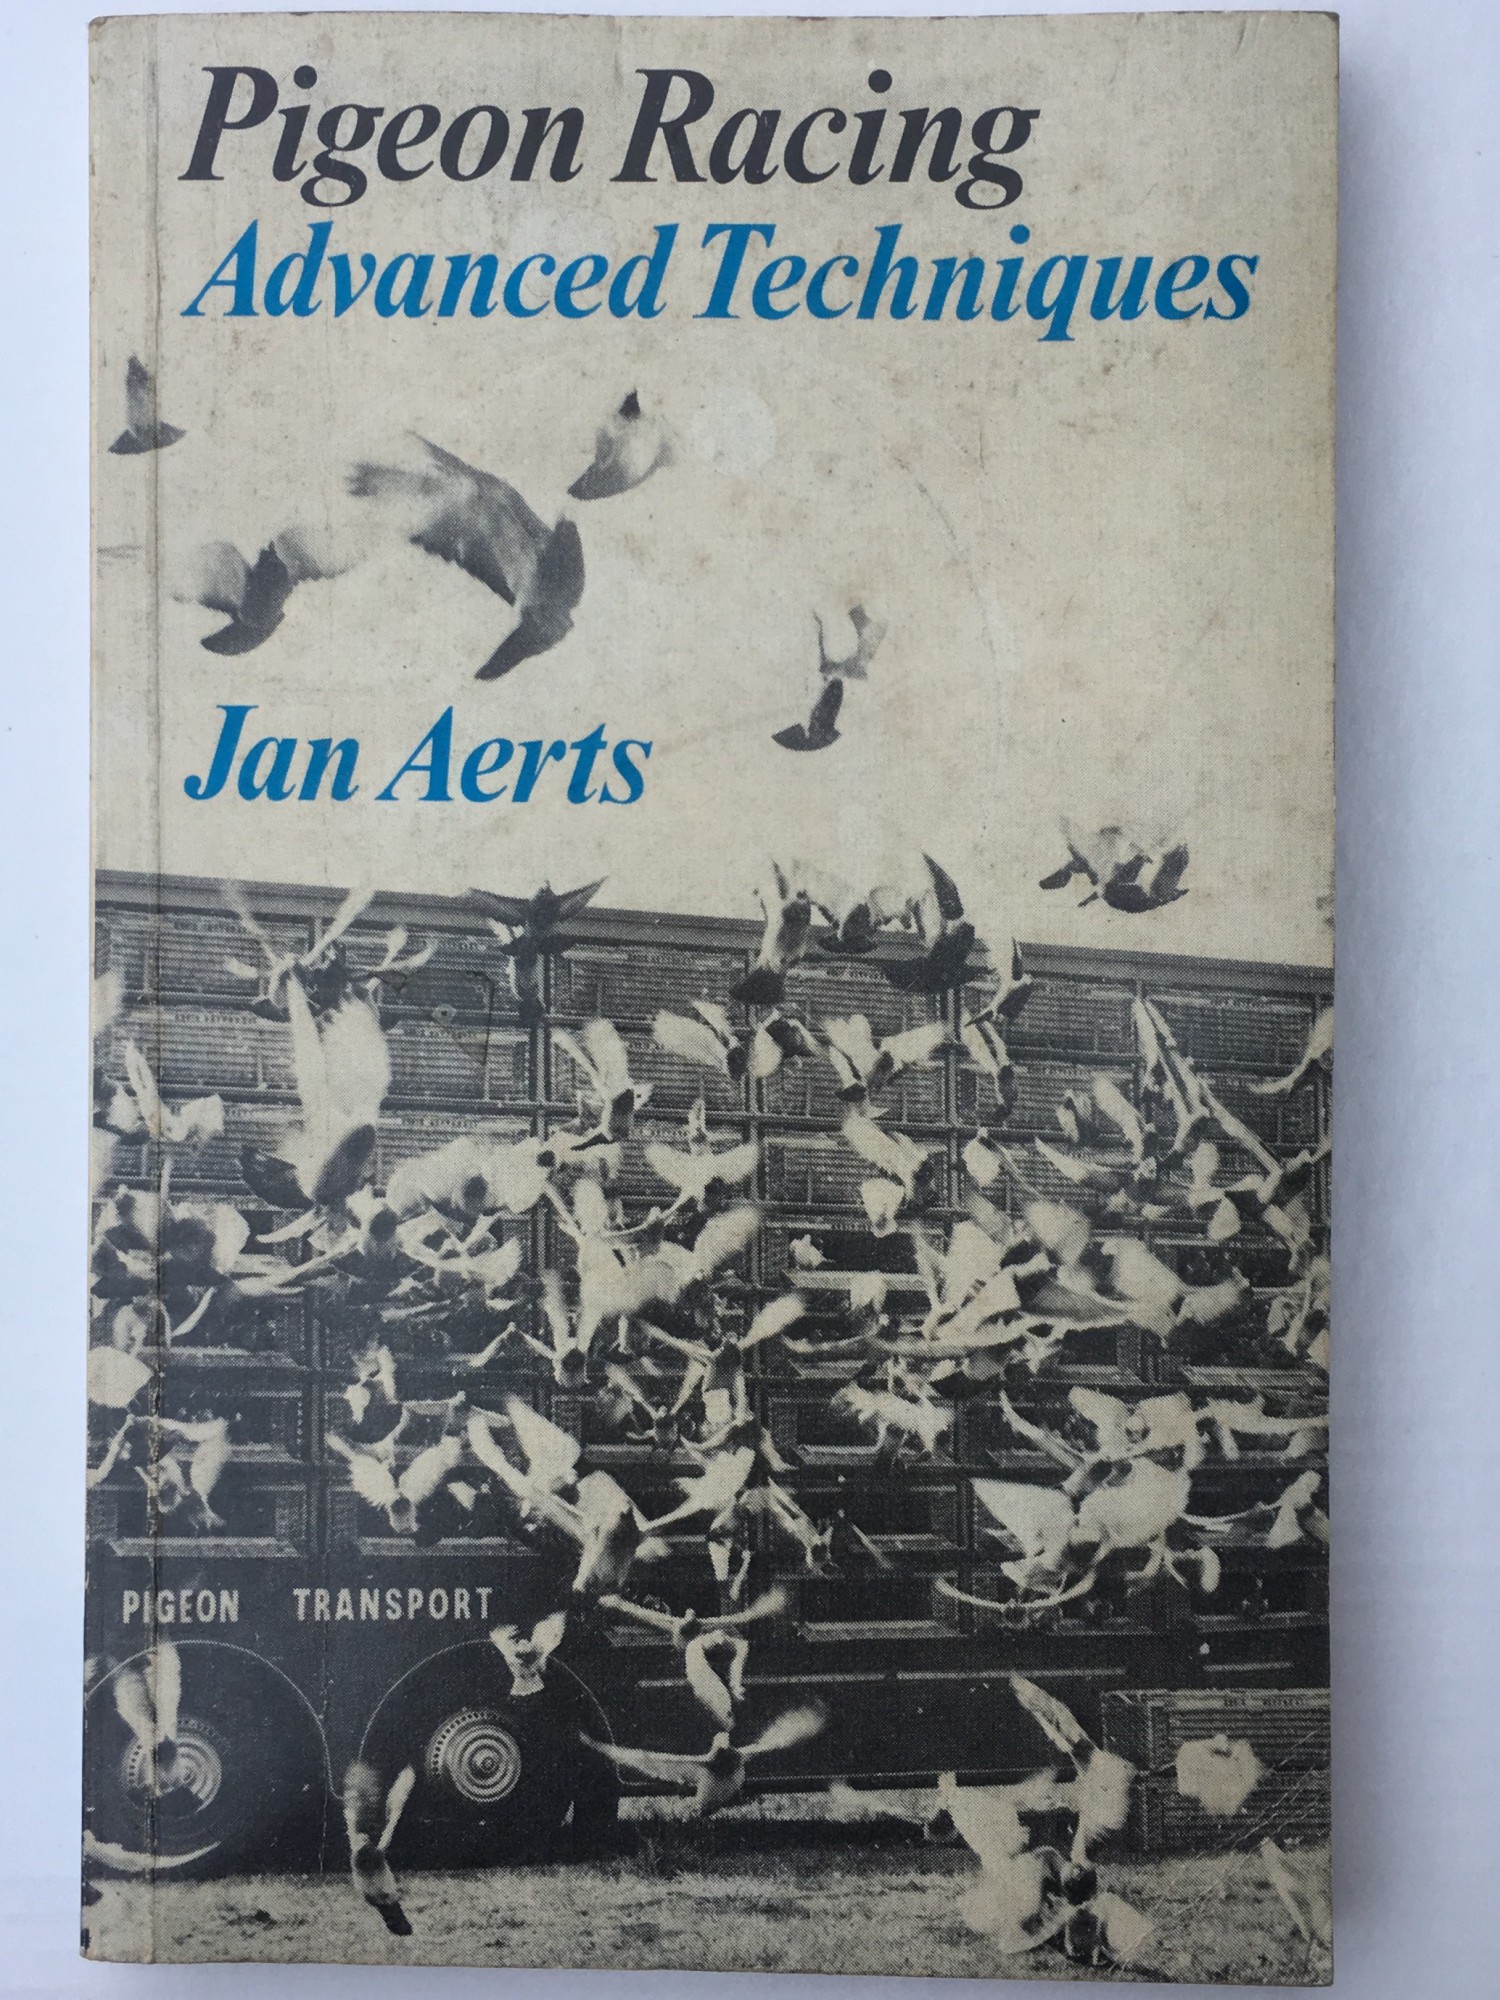 Pigeon Racing
Advanced Techniques
Jan Aerts
PIGEON TRANSPORT